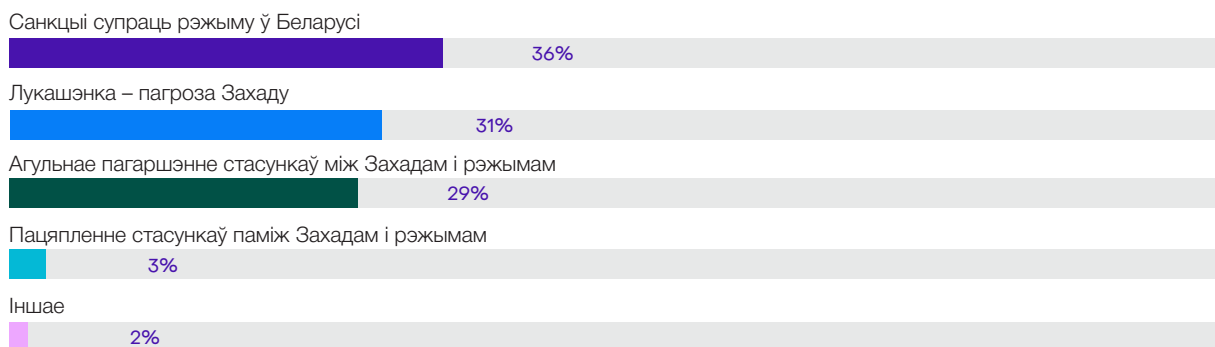 Санкцыі супраць рэжыму ў Беларусі
36%
Лукашэнка – пагроза Захаду
31%
Агульнае пагаршэнне стасункаў між Захадам і рэжымам
29%
Пацяпленне стасункаў паміж Захадам і рэжымам
3%
Іншае
2%